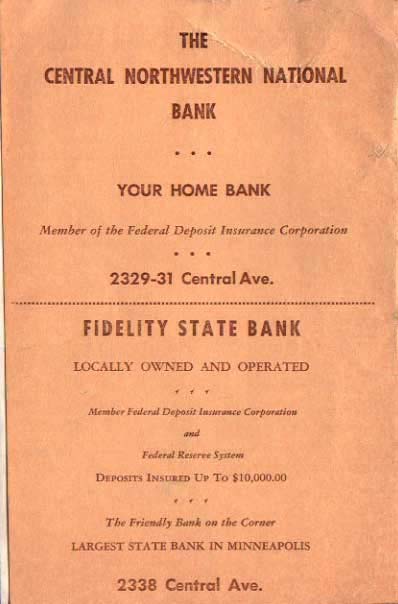 THE
CENTRAL NORTHWESTERN NATIONAL
BANK
• • •
YOUR HOME BANK
Member of the Federal Deposit Insurance Corporation
• • •
2329-31 Central Ave.
FIDELITY STATE BANK
LOCALLY OWNED AND OPERATED
Member Federal Deposit Insurance Corporation
and
Federal Reserve System
DEPOSITS INSURED UP TO $10,000.00
The Friendly Bank on the Corner
LARGEST STATE BANK IN MINNEAPOLIS
2338 Central Ave.